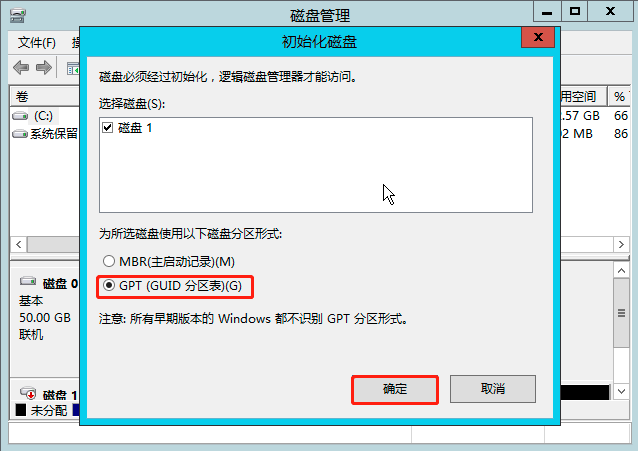 磁盘管理
文件(F)
初始化磁盘
磁盘必须经过初始化，逻辑磁盘管理器才能访问。
选择磁盘(S):
磁盘 1
为所选磁盘使用以下磁盘分区形式:
MBR(主启动记录)(M)
GPT (GUID 分区表)(G)
注意: 所有早期版本的 Windows 都不识别 GPT 分区形式。
确定
取消
卷
用空间
%
(C:)
.57 GB
66
系统保留
MB
86
磁盘 0
基本
50.00 GB
联机
磁盘 1
未分配